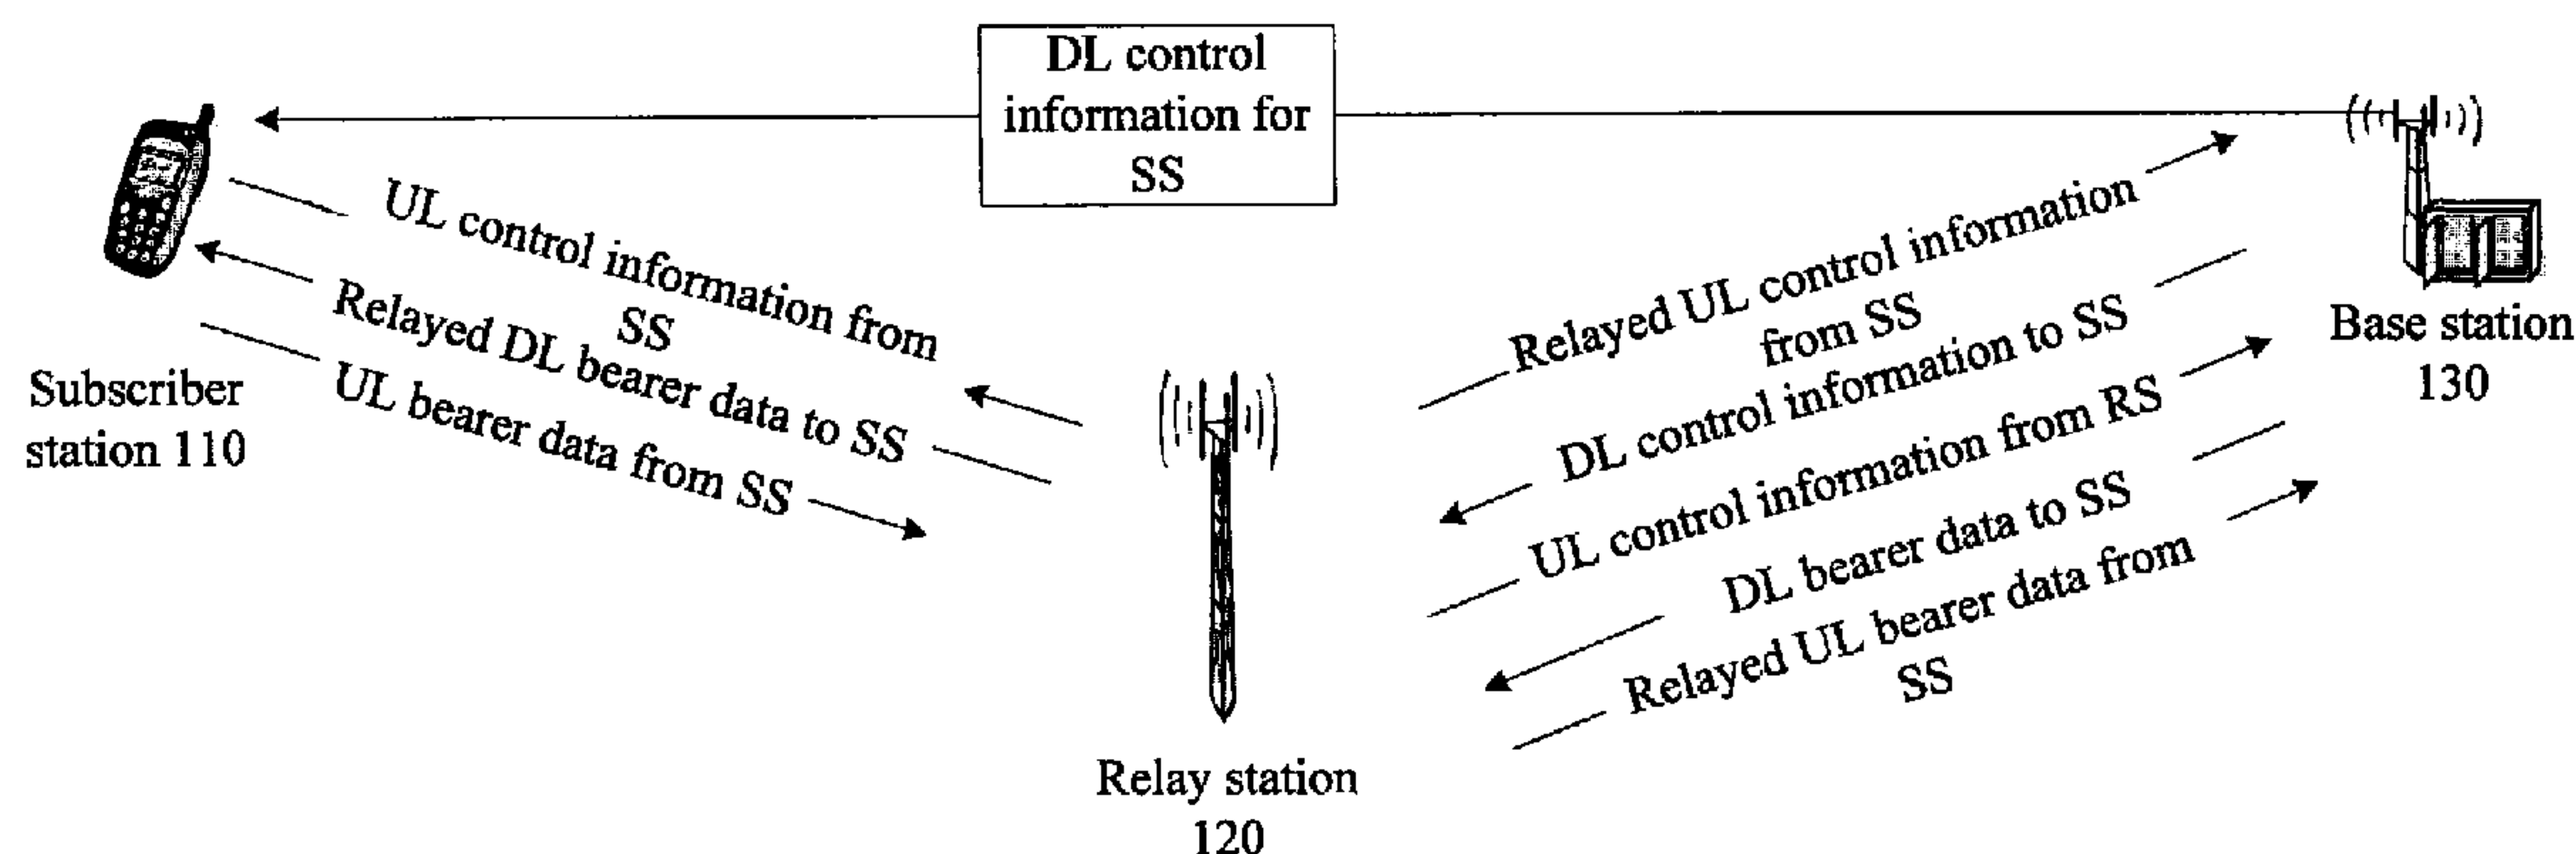 DL control
information for
SS
UL control information from
SS
Relayed DL bearer data to SS
UL bearer data from SS
Subscriber
station 110
Relayed UL control information
from SS
DL control information to SS
UL control information from RS
DL bearer data to SS
Relayed UL bearer data from
SS
Base station
130
Relay station
120